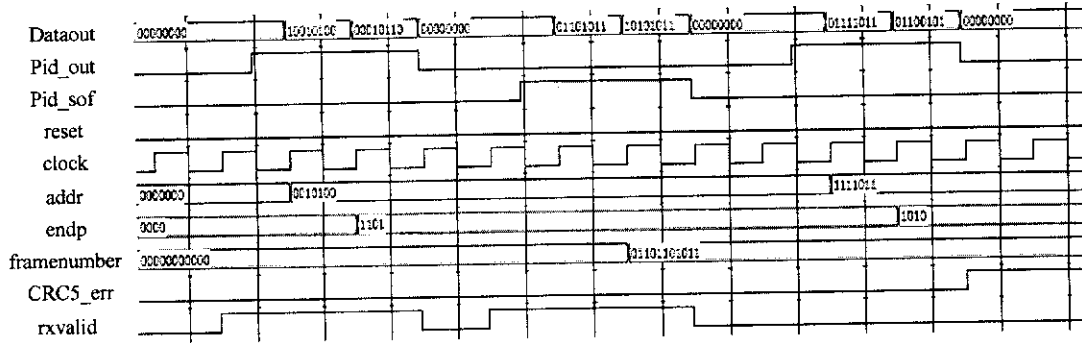 Dataout 00000000 10010100 00010110 00000000 01101011 10101011 00000000 01111011 01100101 00000000
Pid_out
Pid_sof
reset
clock
addr 0000000 0010100 1111011
endp 0000 1101 1010
framenumber 00000000000 01101101011
CRC5_err
rxvalid